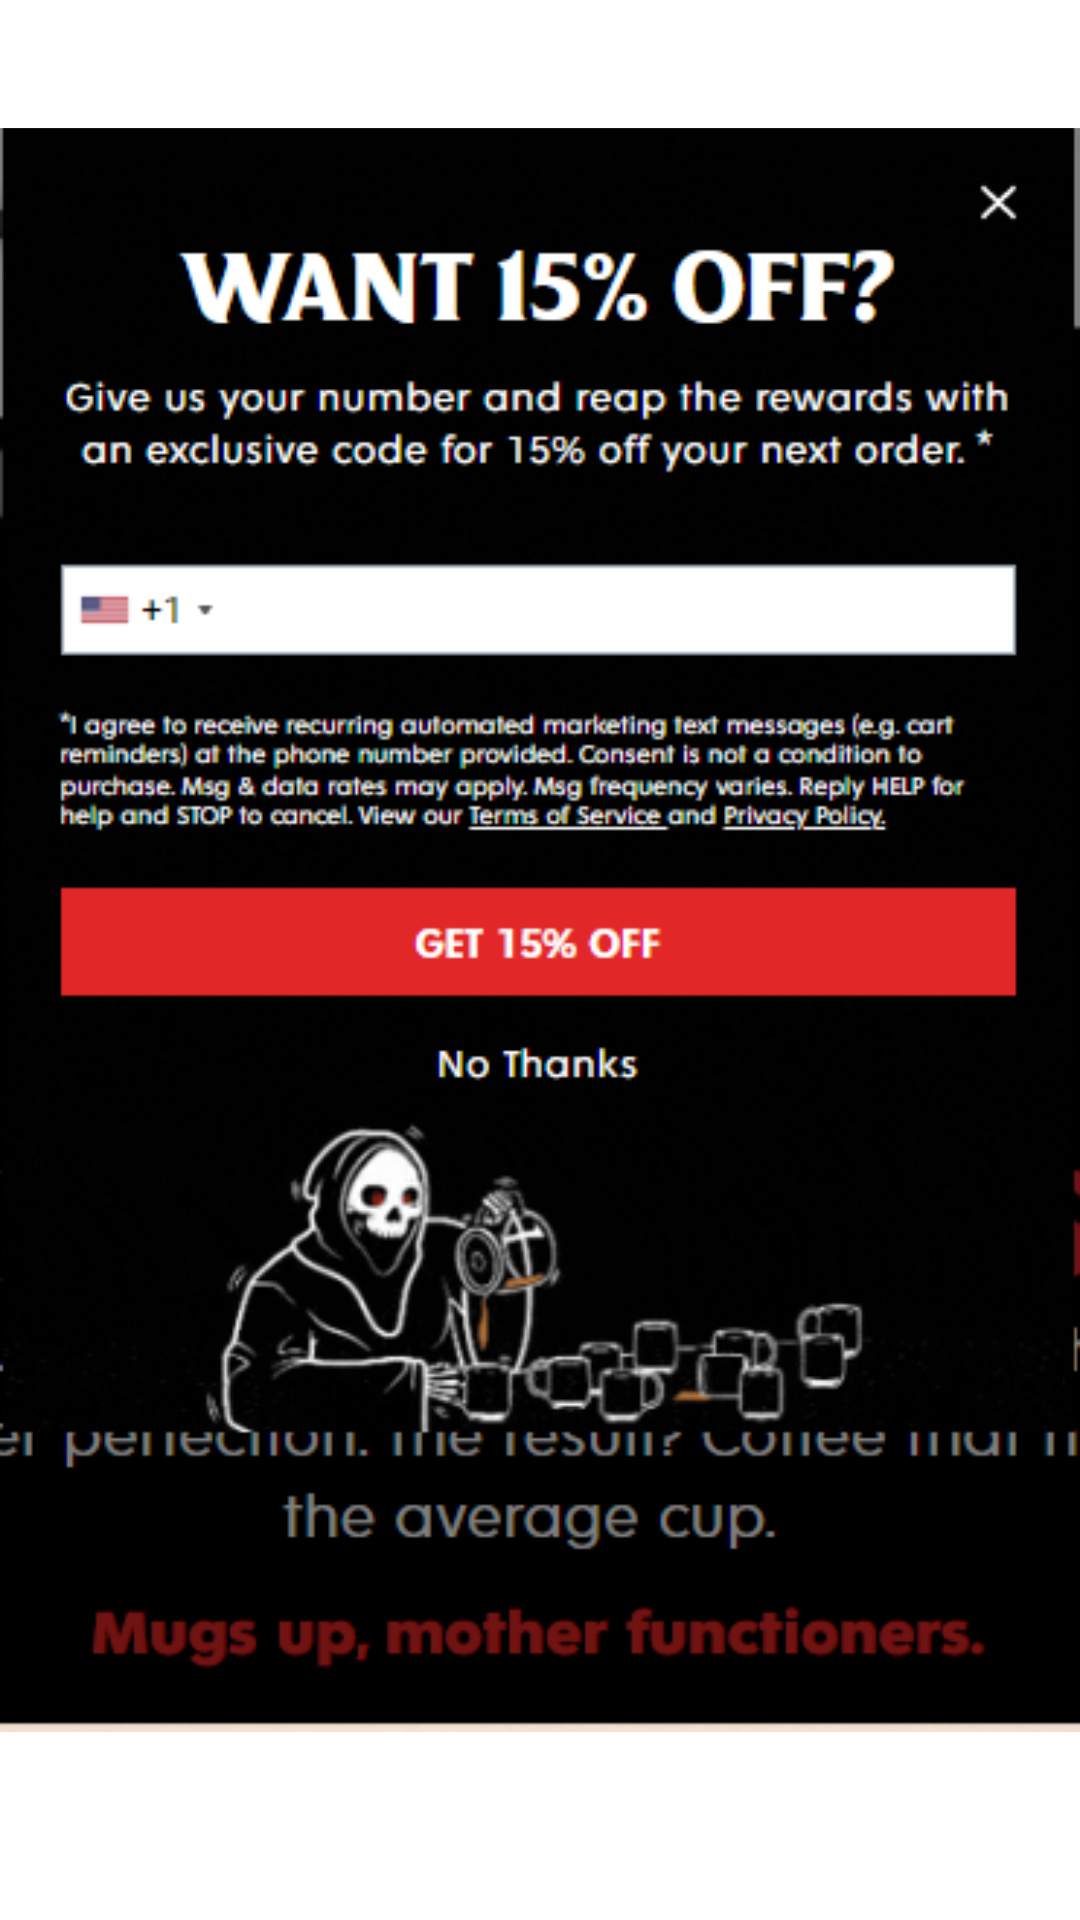 WANT 15% OFF?
Give us your number and reap the rewards with
an exclusive code for 15% off your next order. *
+1
*I agree to receive recurring automated marketing text messages (e.g. cart
reminders) at the phone number provided. Consent is not a condition to
purchase. Msg & data rates may apply. Msg frequency varies. Reply HELP for
help and STOP to cancel. View our Terms of Service and Privacy Policy.
GET 15% OFF
No Thanks
perfection. The result? Coffee that
the average cup.
Mugs up, mother functioners.